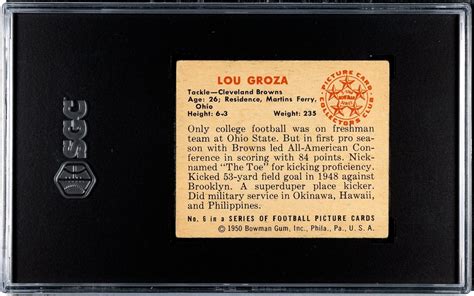 SGC
LOU GROZA
Tackle—Cleveland Browns
Age: 26; Residence, Martins Ferry,
Ohio
Height: 6-3 Weight: 235
PICTURE CARD
COLLECTORS CLUB
Only college football was on freshman
team at Ohio State. But in first pro sea-
son with Browns led All-American Con-
ference in scoring with 84 points. Nick-
named "The Toe" for kicking proficiency.
Kicked 53-yard field goal in 1948 against
Brooklyn. A superduper place kicker.
Did military service in Okinawa, Hawaii,
and Philippines.
No. 6 in a SERIES OF FOOTBALL PICTURE CARDS
©1950 Bowman Gum, Inc., Phila., Pa., U. S. A.